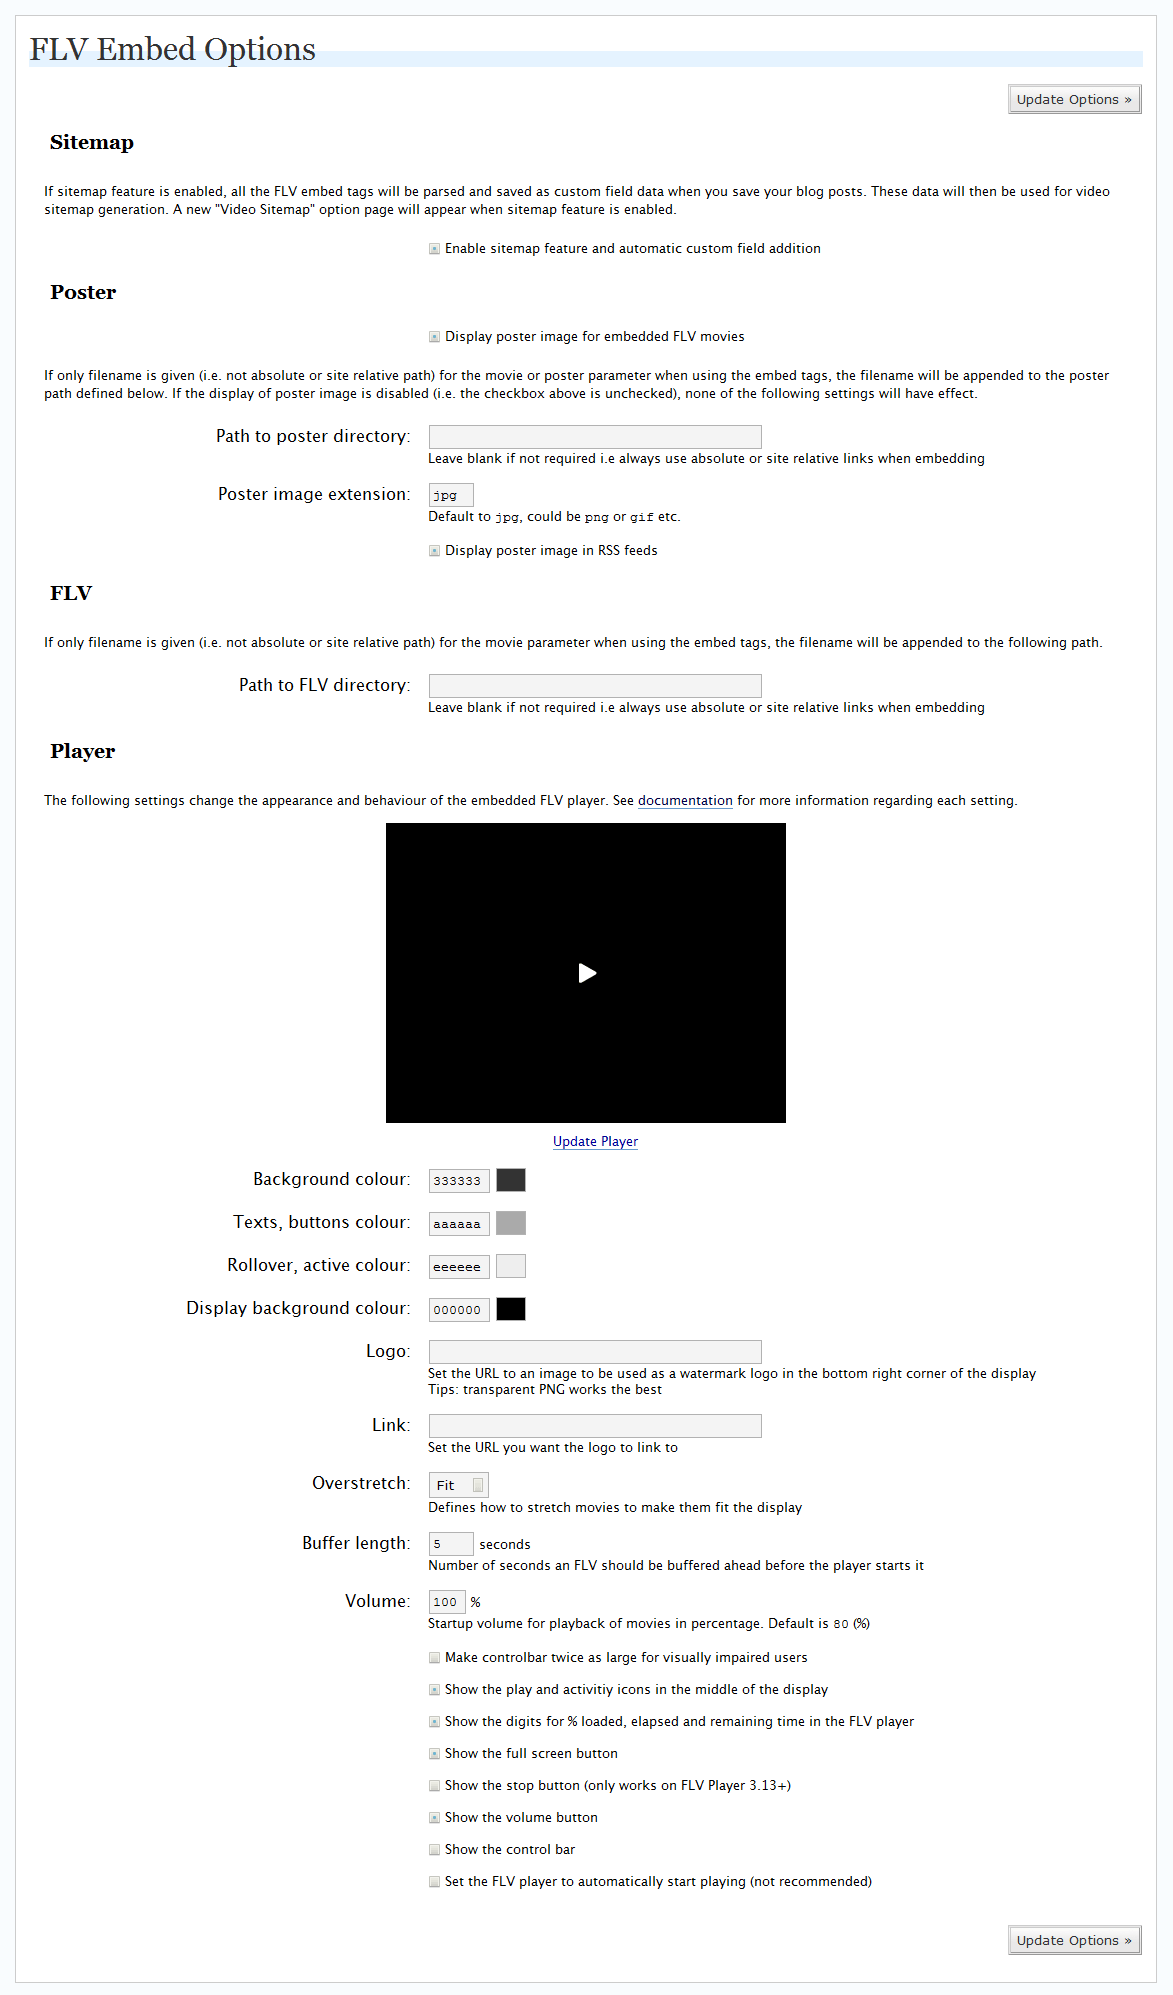 FLV Embed Options
Update Options »
Sitemap
If sitemap feature is enabled, all the FLV embed tags will be parsed and saved as custom field data when you save your blog posts. These data will then be used for video
sitemap generation. A new "Video Sitemap" option page will appear when sitemap feature is enabled.
Enable sitemap feature and automatic custom field addition
Poster
Display poster image for embedded FLV movies
If only filename is given (i.e. not absolute or site relative path) for the movie or poster parameter when using the embed tags, the filename will be appended to the poster
path defined below. If the display of poster image is disabled (i.e. the checkbox above is unchecked), none of the following settings will have effect.
Path to poster directory:
Leave blank if not required i.e always use absolute or site relative links when embedding
Poster image extension: jpg
Default to jpg, could be png or gif etc.
Display poster image in RSS feeds
FLV
If only filename is given (i.e. not absolute or site relative path) for the movie parameter when using the embed tags, the filename will be appended to the following path.
Path to FLV directory:
Leave blank if not required i.e always use absolute or site relative links when embedding
Player
The following settings change the appearance and behaviour of the embedded FLV player. See documentation for more information regarding each setting.
Update Player
Background colour: 333333
Texts, buttons colour: aaaaaa
Rollover, active colour: eeeeee
Display background colour: 000000
Logo:
Set the URL to an image to be used as a watermark logo in the bottom right corner of the display
Tips: transparent PNG works the best
Link:
Set the URL you want the logo to link to
Overstretch: Fit
Defines how to stretch movies to make them fit the display
Buffer length: 5 seconds
Number of seconds an FLV should be buffered ahead before the player starts it
Volume: 100 %
Startup volume for playback of movies in percentage. Default is 80 (%)
Make controlbar twice as large for visually impaired users
Show the play and activitiy icons in the middle of the display
Show the digits for % loaded, elapsed and remaining time in the FLV player
Show the full screen button
Show the stop button (only works on FLV Player 3.13+)
Show the volume button
Show the control bar
Set the FLV player to automatically start playing (not recommended)
Update Options »